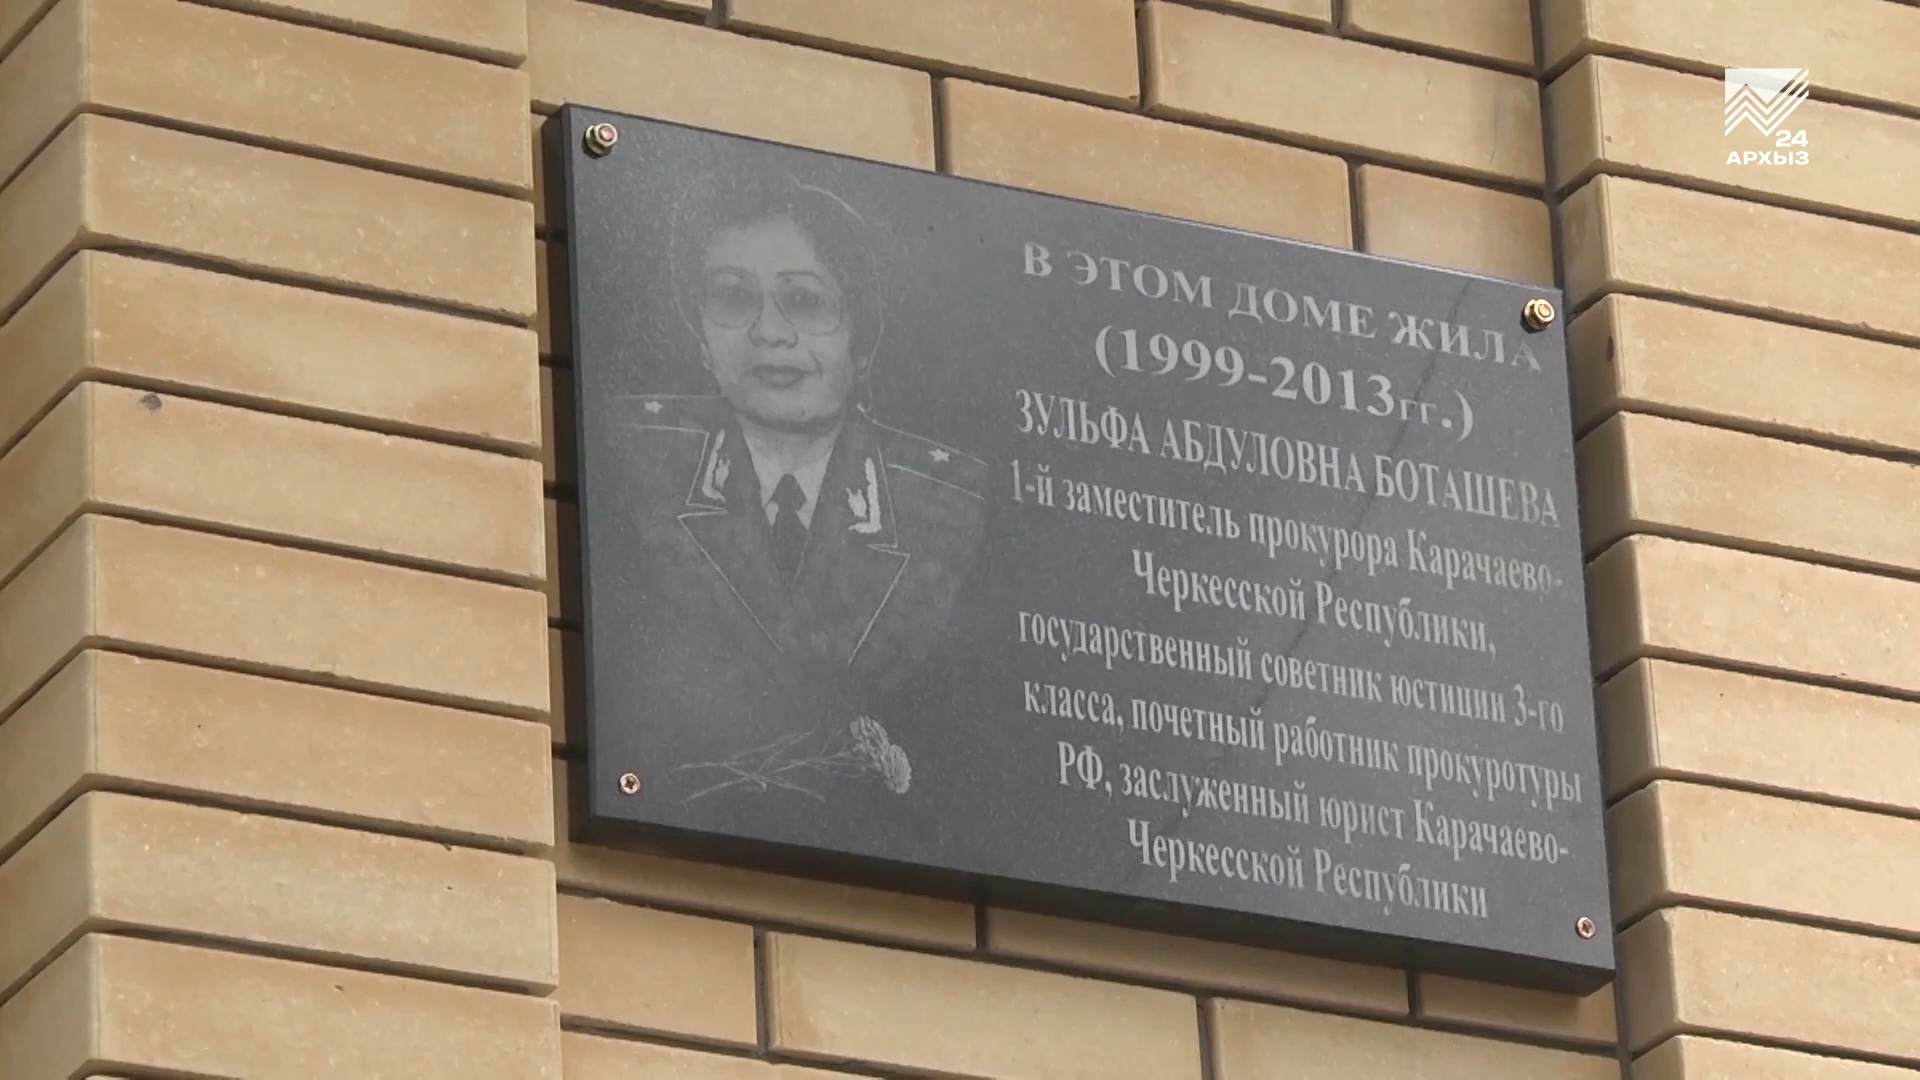 24
АРХЫЗ
В ЭТОМ ДОМЕ ЖИЛА
(1999-2013гг.)
ЗУЛЬФА АБДУЛОВНА БОТАШЕВА
1-й заместитель прокурора Карачаево-
Черкесской Республики,
государственный советник юстиции 3-го
класса, почетный работник прокуротуры
РФ, заслуженный юрист Карачаево-
Черкесской Республики